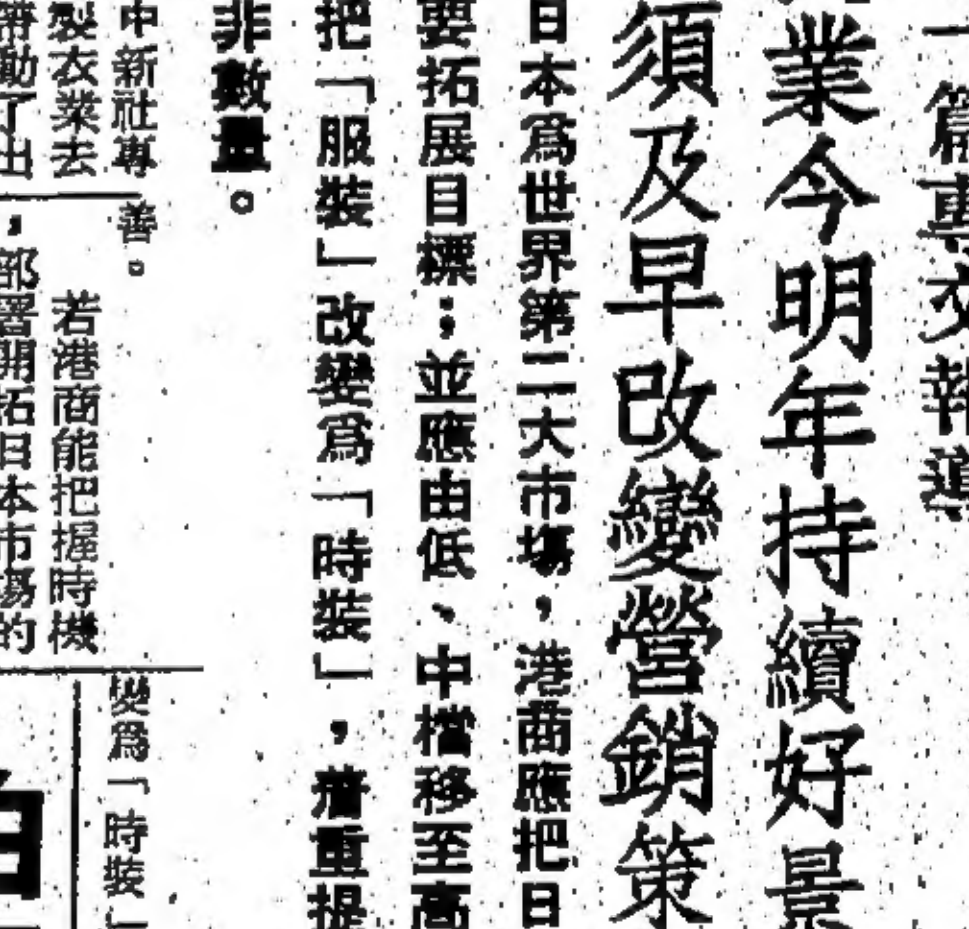 一篇專文報導
業今明年持續好景
須及早改變營銷策
日本爲世界第二大市場，港商應把日
要拓展目標；並應由低、中檔移至高
把「服裝」改變爲「時裝」，着重提
非數量。
中新社專
製衣業去
帶動了出
善。
若港商能把握時機
，部署開拓日本市場的
變爲「時裝」